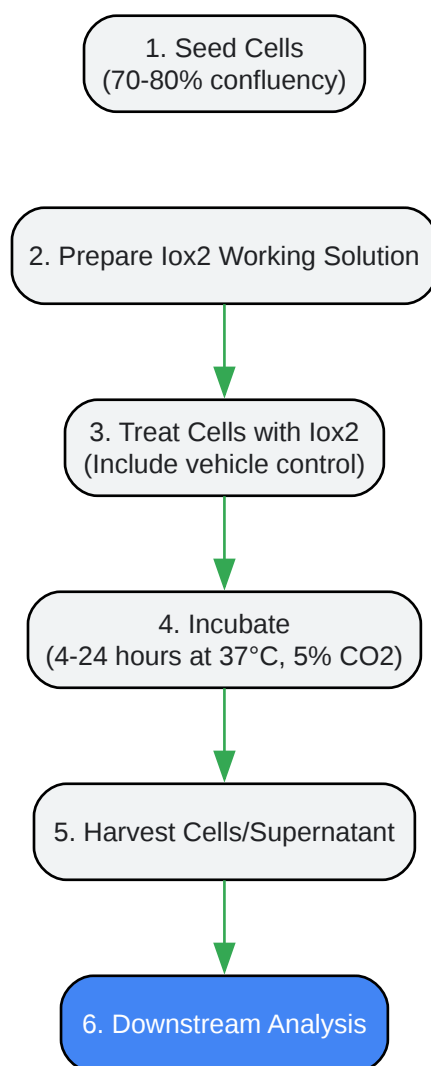 1. Seed Cells
(70-80% confluency)
2. Prepare Iox2 Working Solution
3. Treat Cells with Iox2
(Include vehicle control)
4. Incubate
(4-24 hours at 37°C, 5% CO2)
5. Harvest Cells/Supernatant
6. Downstream Analysis